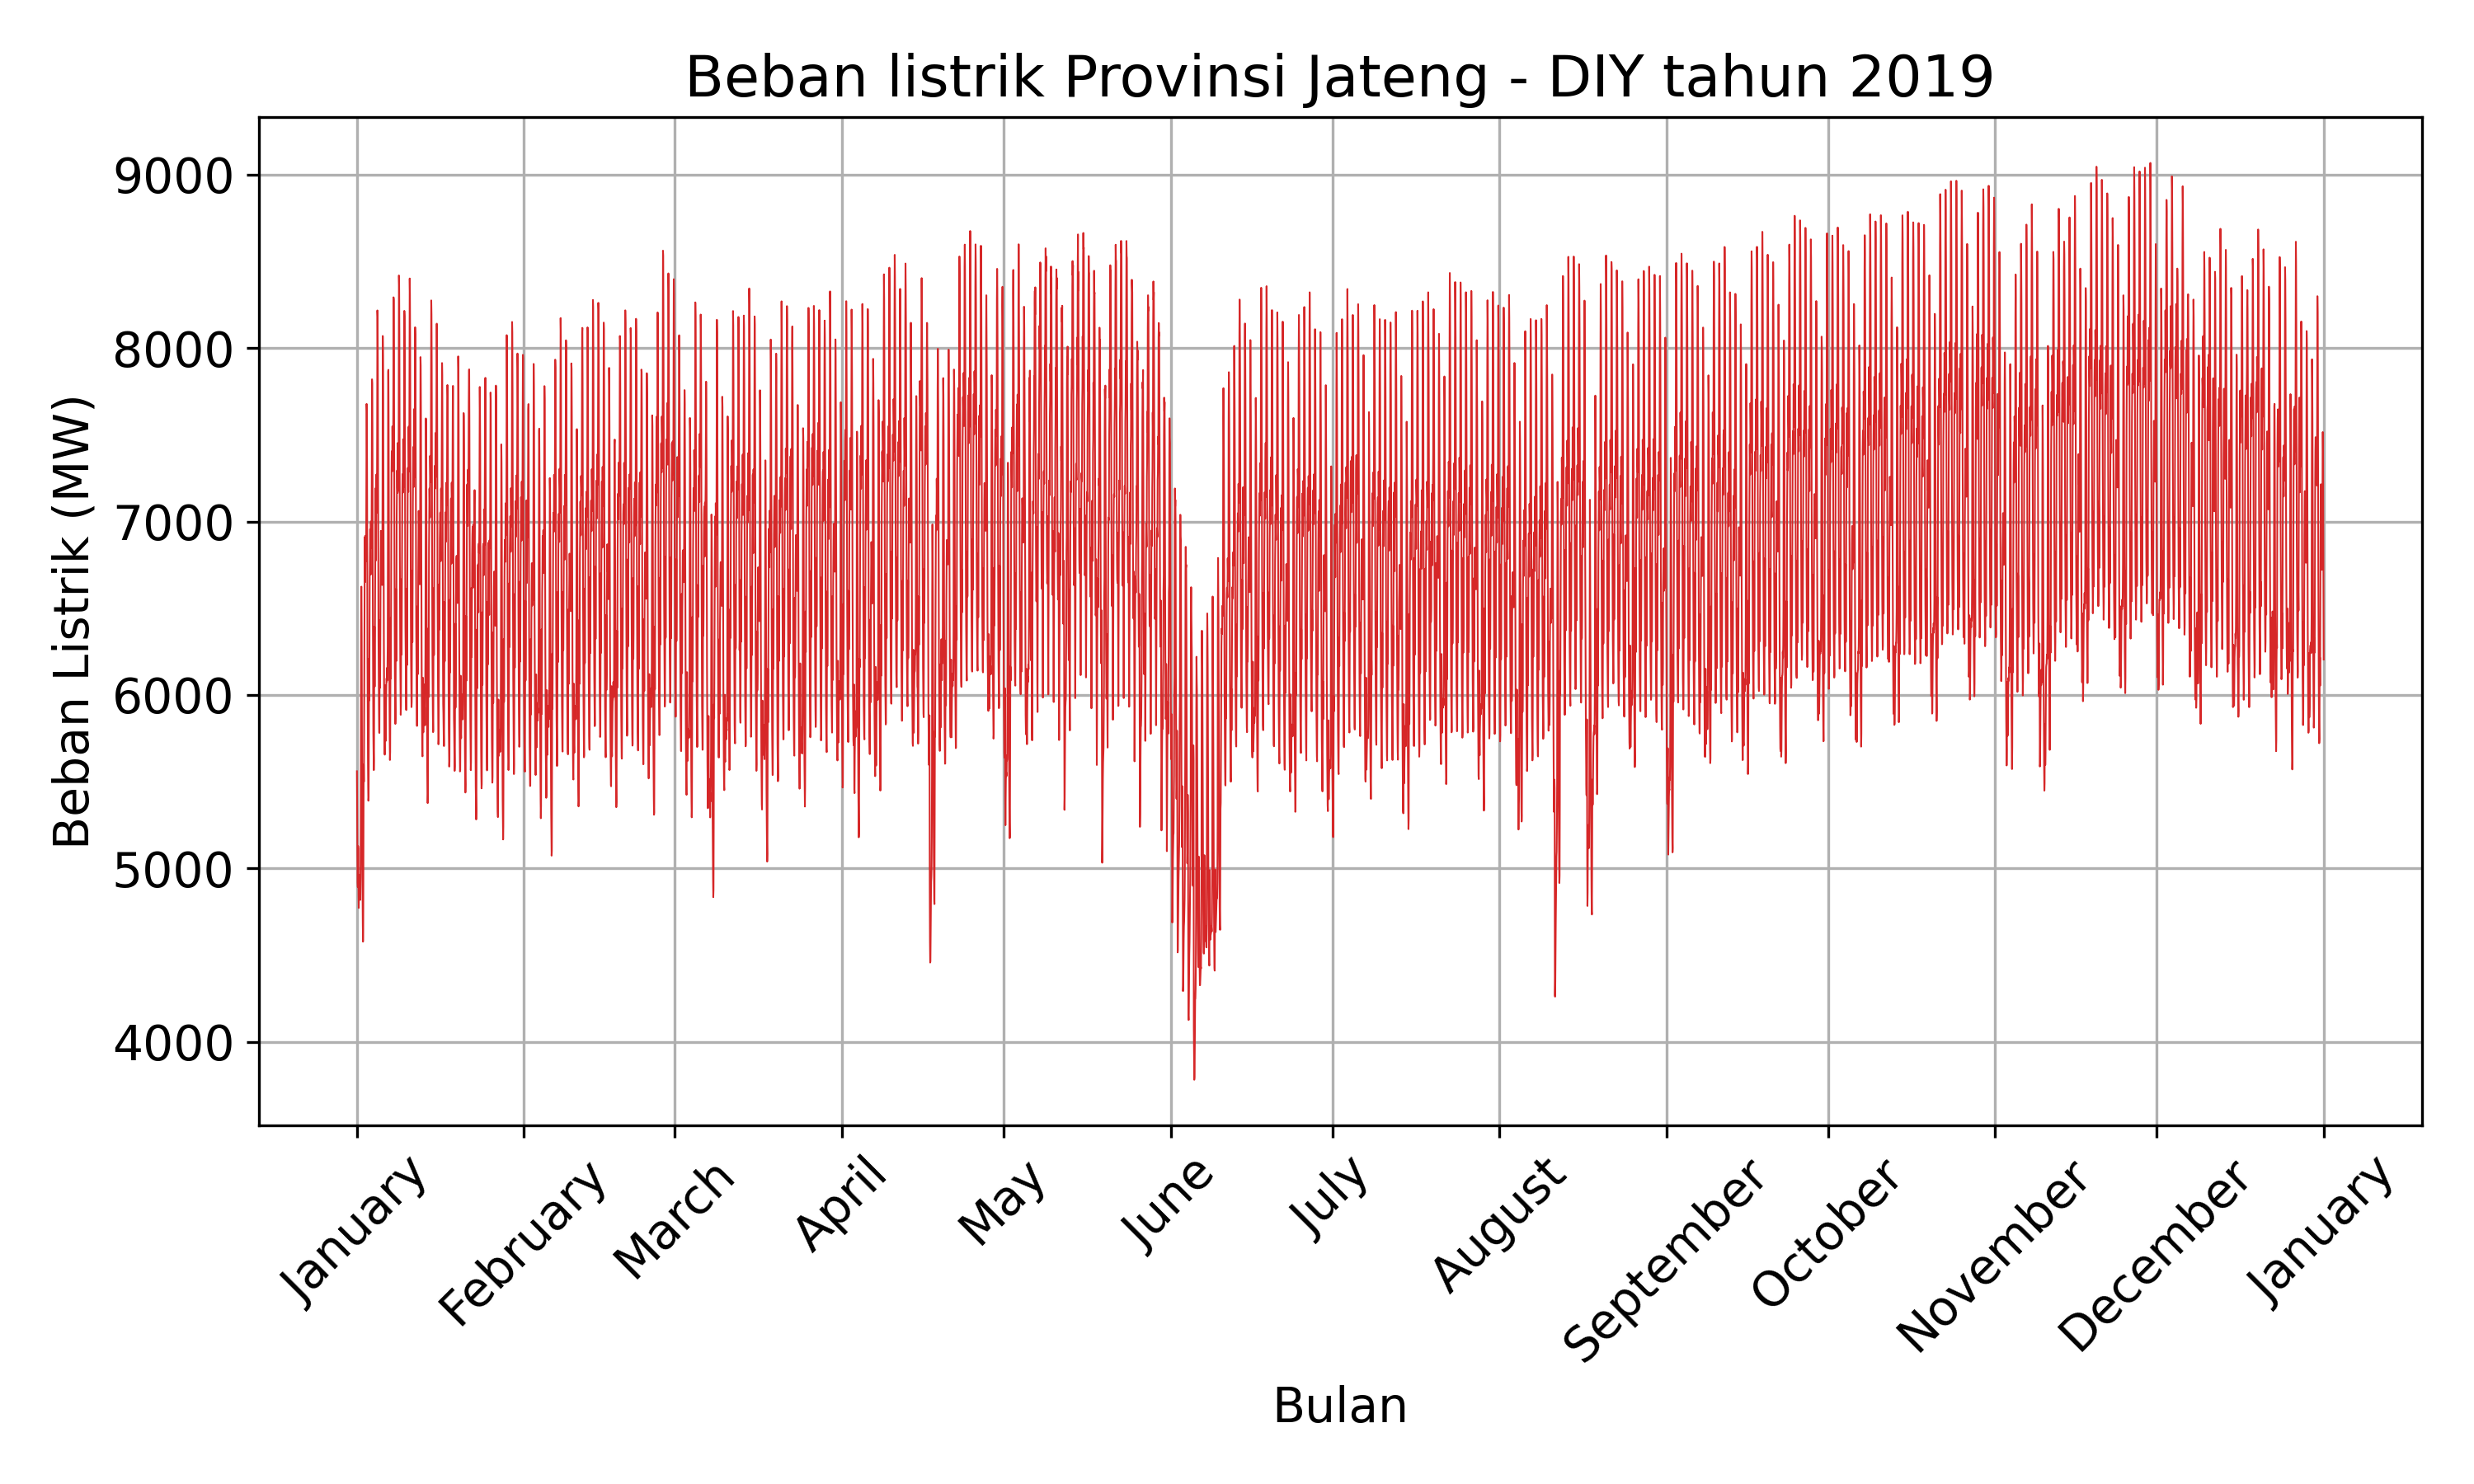 Beban listrik Provinsi Jateng - DIY tahun 2019
Beban Listrik (MW)
9000
8000
7000
6000
5000
4000
January
February
March
April
May
June
July
August
September
October
November
December
January
Bulan